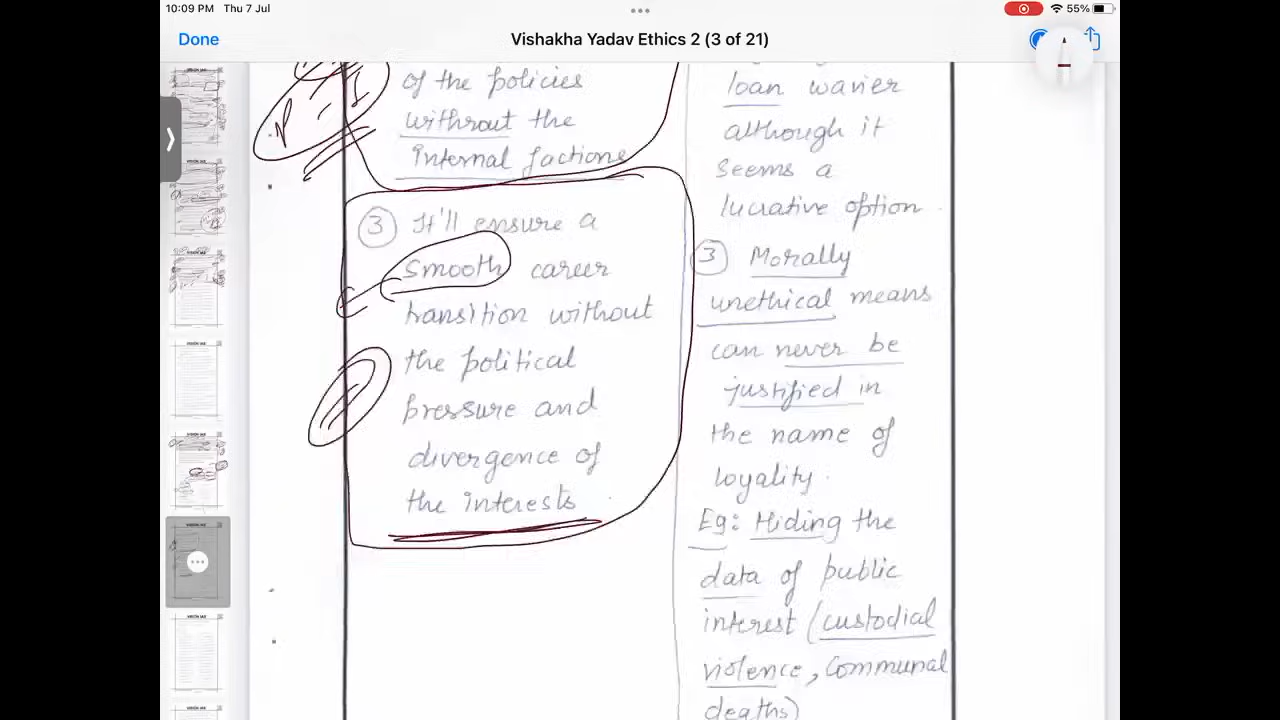 10:09 PM Thu 7 Jul
55%
Done
Vishakha Yadav Ethics 2 (3 of 21)
of the policies
without the
internal factions
3 It'll ensure a
smooth career
transition without
the political
pressure and
divergence of
the interests
loan wavier
although it
seems a
lucrative option.
3 Morally
unethical means
can never be
justified in
the name of
loyality.
Eg: Hiding the
data of public
interest (custodial
violence, communal
deaths)